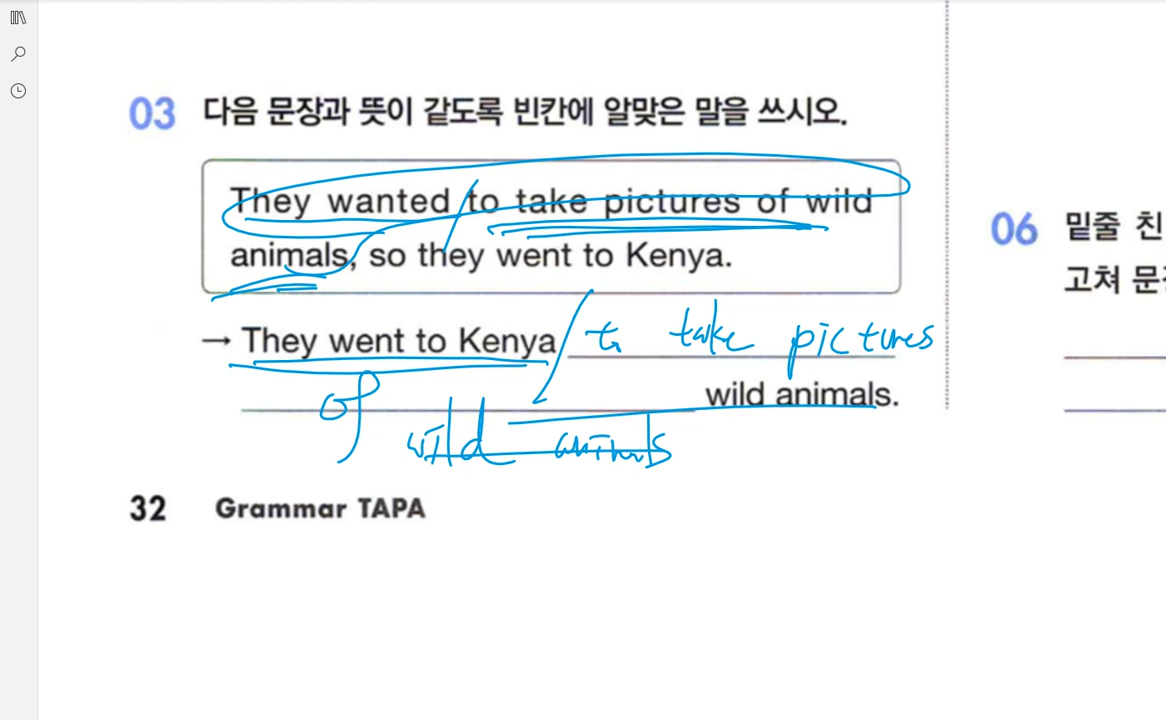 03 다음 문장과 뜻이 같도록 빈칸에 알맞은 말을 쓰시오.
They wanted to take pictures of wild
animals, so they went to Kenya.
→ They went to Kenya to take pictures
of wild animals.
wild animals
32 Grammar TAPA
06 밑줄 친
고쳐 문